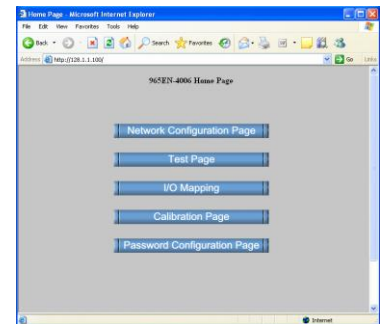 Home Page - Microsoft Internet Explorer
File Edit View Favorites Tools Help
Back Search Favorites
Address http://128.1.1.100/ Go Links
965EN-4006 Home Page
Network Configuration Page
Test Page
I/O Mapping
Calibration Page
Password Configuration Page
Internet